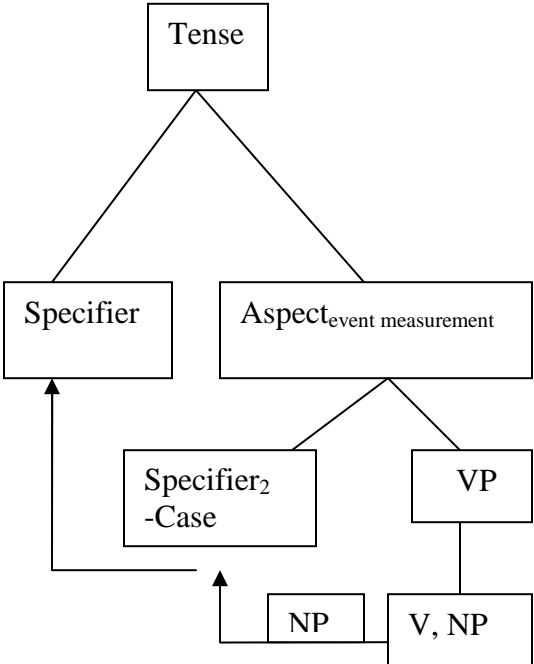 Tense
Specifier
Aspectevent measurement
Specifier2
-Case
VP
NP
V, NP